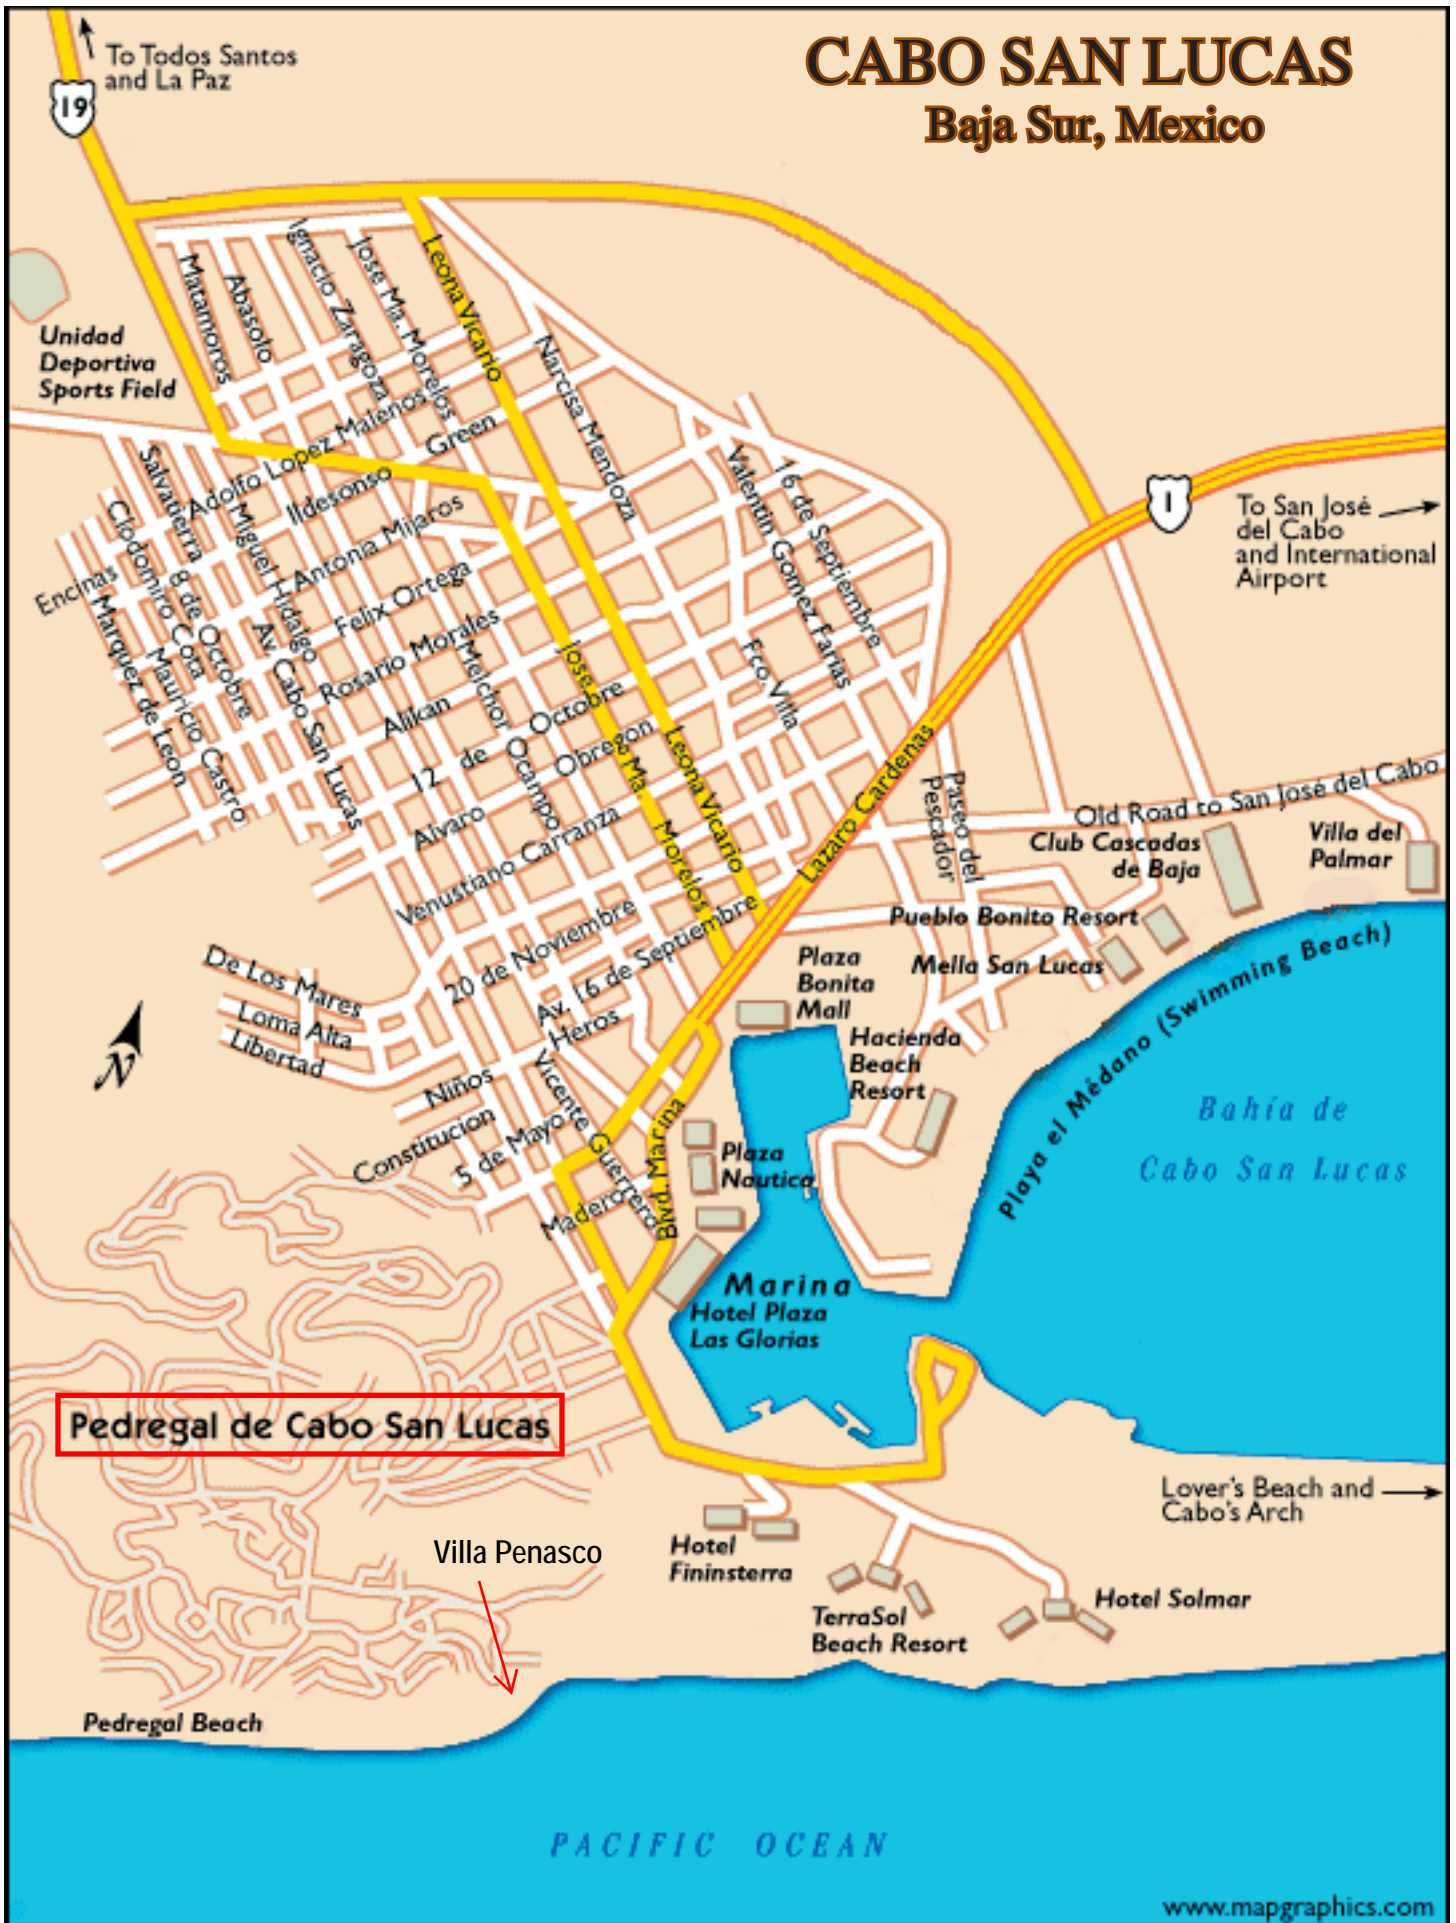 CABO SAN LUCAS
Baja Sur, Mexico
To Todos Santos
and La Paz
19
Unidad
Deportiva
Sports Field
Matamoros
Abasolo
Ignacio Zaragoza
Jose Ma. Morelos
Leona Vicario
Narcisa Mendoza
Valentin Gomez Farias
16 de Septiembre
Fco. Villa
1
To San José
del Cabo
and International
Airport
Adolfo Lopez Malenos
Green
Ildesonso
Antonia Mijaros
Felix Ortega
Rosario Morales
Alikan
12 de Octobre
Alvaro Obregon
Venustiano Carranza
20 de Noviembre
Av. 16 de Septiembre
Encinas
Salvatierra
Clodomiro Cota
8 de Octobre
Miguel Hidalgo
Av. Cabo San Lucas
Marquez de Leon
Mauricio Castro
Melchor Ocampo
Jose Ma. Morelos
Leona Vicario
Lazaro Cardenas
Paseo del
Pescador
Old Road to San José del Cabo
Club Cascadas
de Baja
Villa del
Palmar
Pueblo Bonito Resort
Mella San Lucas
Plaza
Bonita
Mall
Hacienda
Beach
Resort
Playa el Médano (Swimming Beach)
Bahía de
Cabo San Lucas
De Los Mares
Loma Alta
Libertad
N
Niños Heros
Constitucion
5 de Mayo
Vicente Guerrero
Madero
Blvd. Marcina
Plaza
Nautica
Marina
Hotel Plaza
Las Glorias
Pedregal de Cabo San Lucas
Lover's Beach and
Cabo's Arch
Villa Penasco
Hotel
Fininsterra
TerraSol
Beach Resort
Hotel Solmar
Pedregal Beach
PACIFIC OCEAN
www.mapgraphics.com